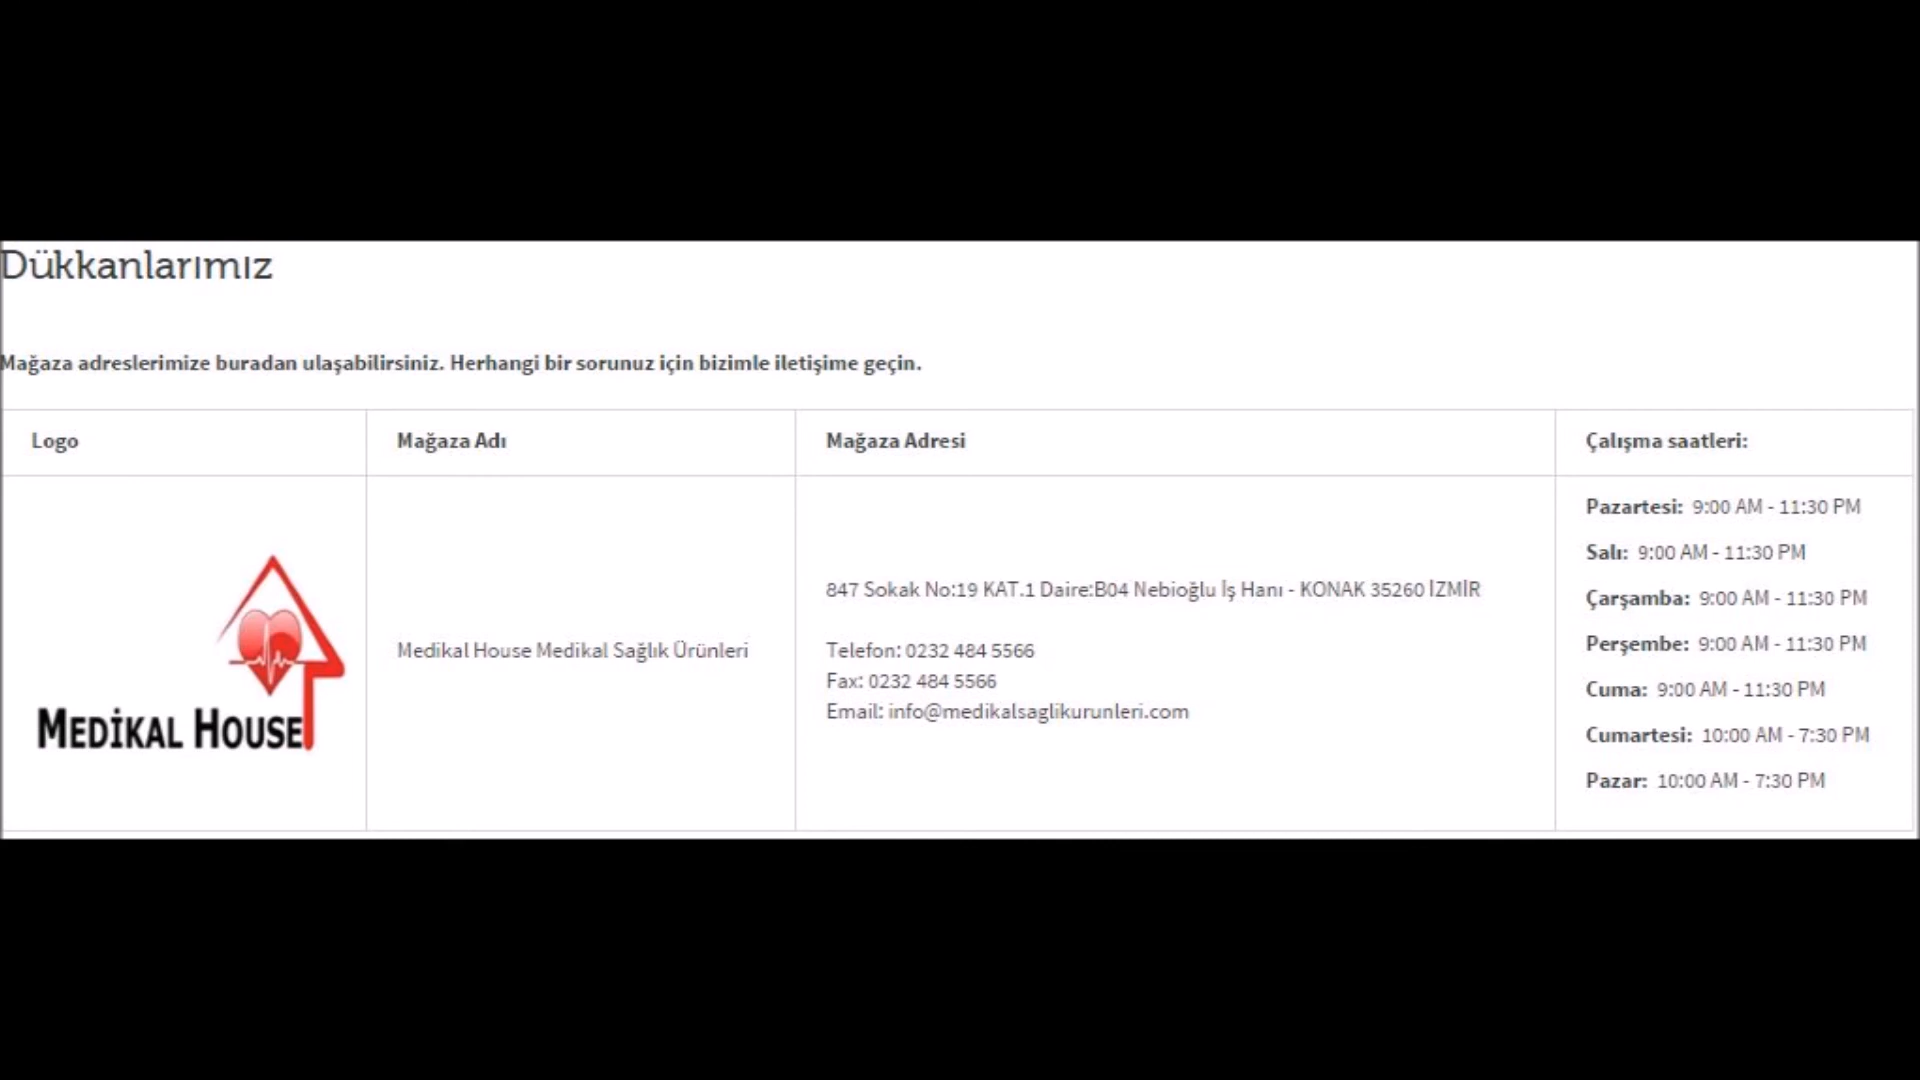 Dükkanlarımız
Mağaza adreslerimize buradan ulaşabilirsiniz. Herhangi bir sorunuz için bizimle iletişime geçin.
Logo
Mağaza Adı
Mağaza Adresi
Çalışma saatleri:
MEDİKAL HOUSE
Medikal House Medikal Sağlık Ürünleri
847 Sokak No:19 KAT.1 Daire:B04 Nebioğlu İş Hanı - KONAK 35260 İZMİR
Telefon: 0232 484 5566
Fax: 0232 484 5566
Email: info@medikalsaglikurunleri.com
Pazartesi: 9:00 AM - 11:30 PM
Salı: 9:00 AM - 11:30 PM
Çarşamba: 9:00 AM - 11:30 PM
Perşembe: 9:00 AM - 11:30 PM
Cuma: 9:00 AM - 11:30 PM
Cumartesi: 10:00 AM - 7:30 PM
Pazar: 10:00 AM - 7:30 PM